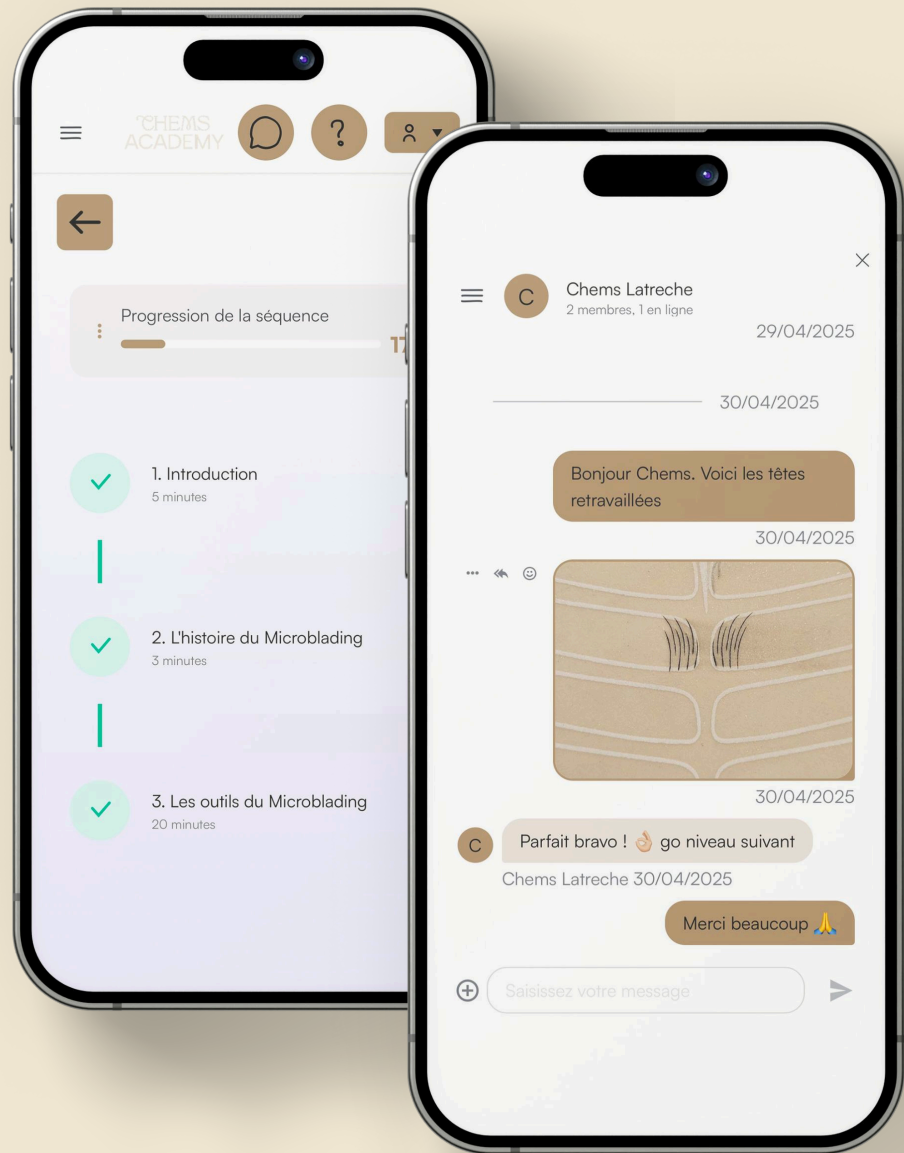 CHEMS
ACADEMY
?
Progression de la séquence
17
1. Introduction
5 minutes
2. L'histoire du Microblading
3 minutes
3. Les outils du Microblading
20 minutes
C
Chems Latreche
2 membres, 1 en ligne
29/04/2025
30/04/2025
Bonjour Chems. Voici les têtes
retravaillées
30/04/2025
30/04/2025
C
Parfait bravo ! 👌🏻 go niveau suivant
Chems Latreche 30/04/2025
Merci beaucoup 🙏
Saisissez votre message